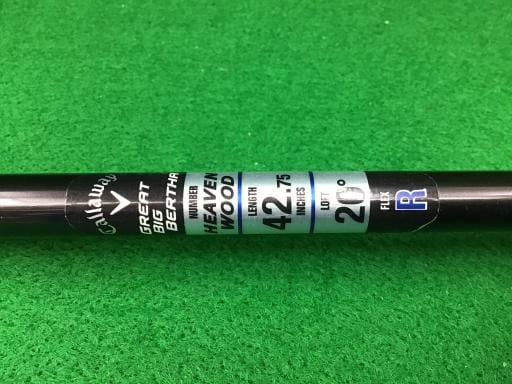 Callaway
GREAT
BIG
BERTHA
NUMBER
HEAVEN
WOOD
LENGTH
42.75
INCHES
LOFT
20°
FLEX
R